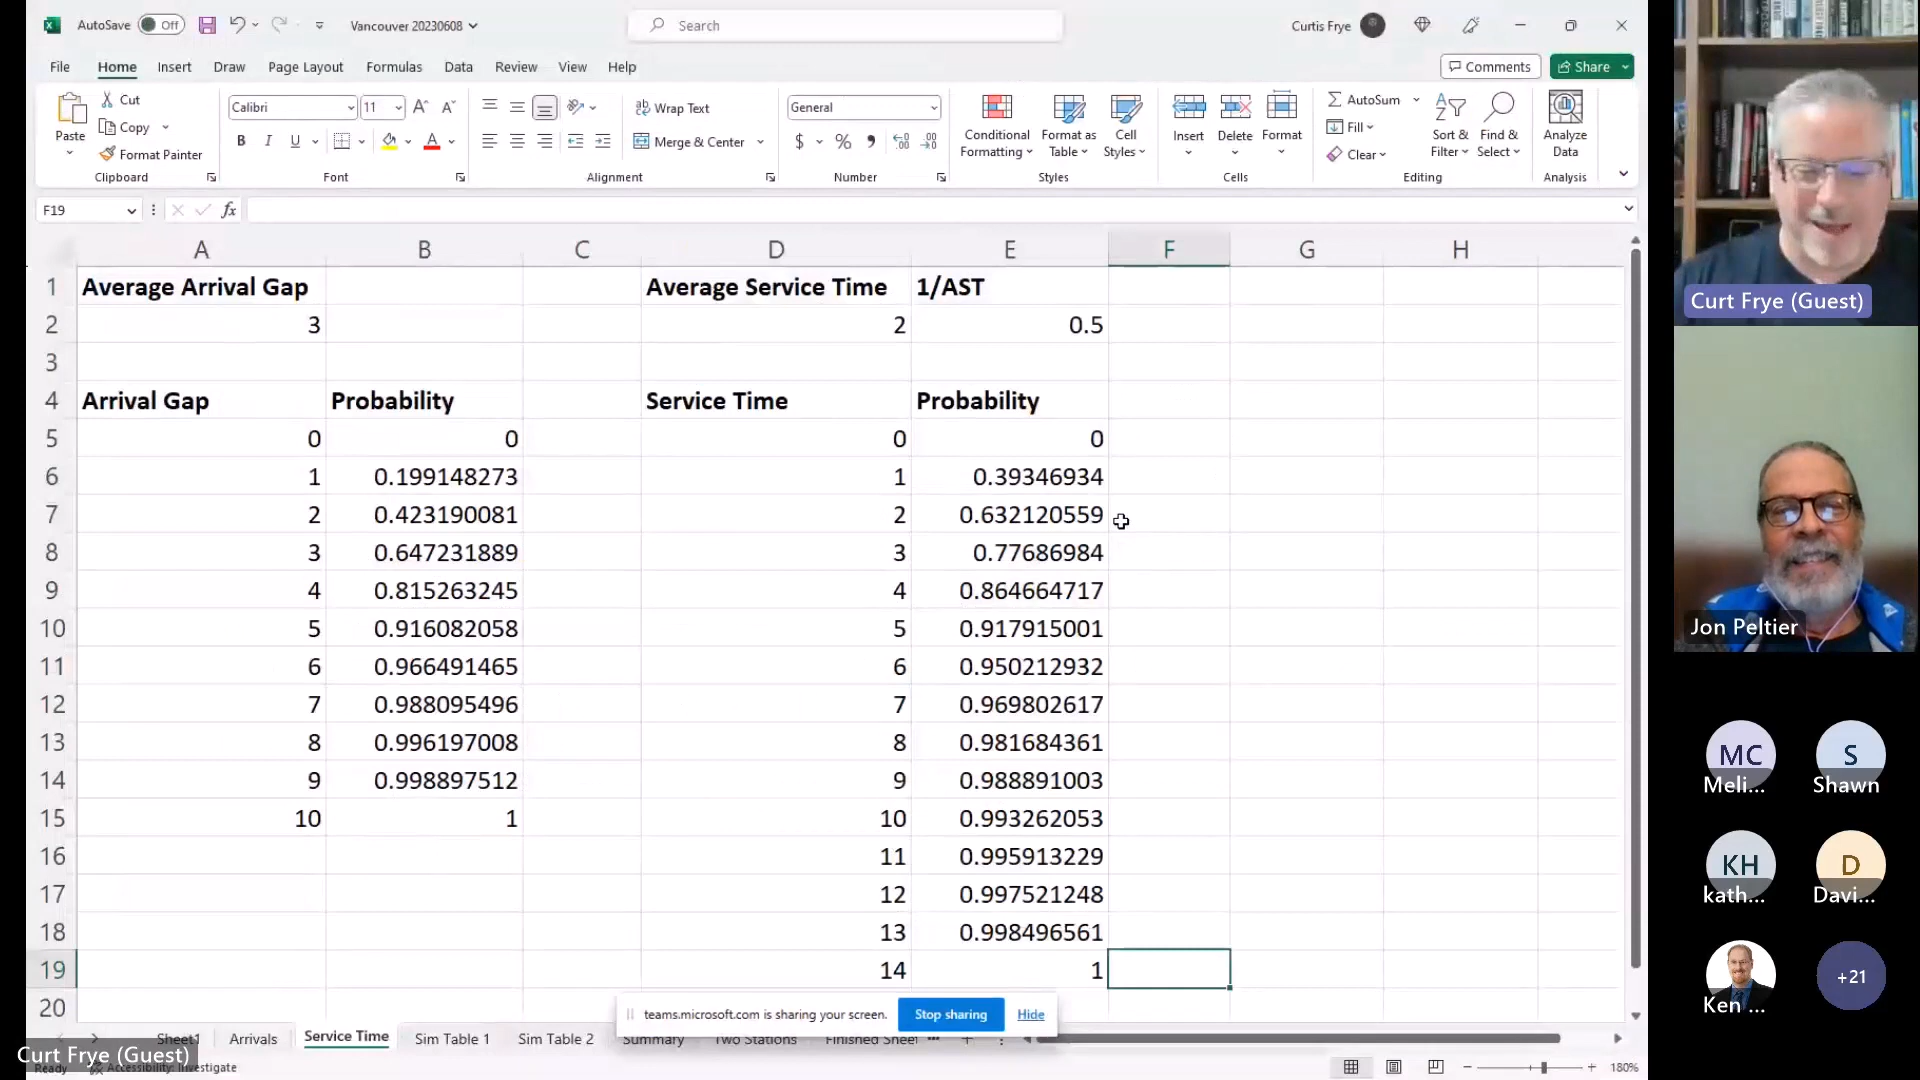 AutoSave Off Vancouver 20230608 Search Curtis Frye
File Home Insert Draw Page Layout Formulas Data Review View Help Comments Share
Paste Cut Copy Format Painter Clipboard
Calibri 11 B I U Font
Wrap Text Merge & Center Alignment
General $ % , Number
Conditional Formatting Format as Table Cell Styles Styles
Insert Delete Format Cells
AutoSum Fill Clear Sort & Filter Find & Select Editing
Analyze Data Analysis
F19 fx
A B C D E F G H
1 Average Arrival Gap Average Service Time 1/AST
2 3 2 0.5
3
4 Arrival Gap Probability Service Time Probability
5 0 0 0 0
6 1 0.199148273 1 0.39346934
7 2 0.423190081 2 0.632120559
8 3 0.647231889 3 0.77686984
9 4 0.815263245 4 0.864664717
10 5 0.916082058 5 0.917915001
11 6 0.966491465 6 0.950212932
12 7 0.988095496 7 0.969802617
13 8 0.996197008 8 0.981684361
14 9 0.998897512 9 0.988891003
15 10 1 10 0.993262053
16 11 0.995913229
17 12 0.997521248
18 13 0.998496561
19 14 1
20
teams.microsoft.com is sharing your screen. Stop sharing Hide
Sheet1 Arrivals Service Time Sim Table 1 Sim Table 2 Summary Two Stations Finished Sheet
Curt Frye (Guest)
Ready Accessibility: Investigate 180%
Curt Frye (Guest)
Jon Peltier
MC S
Meli... Shawn
KH D
kath... Davi...
+21
Ken ...